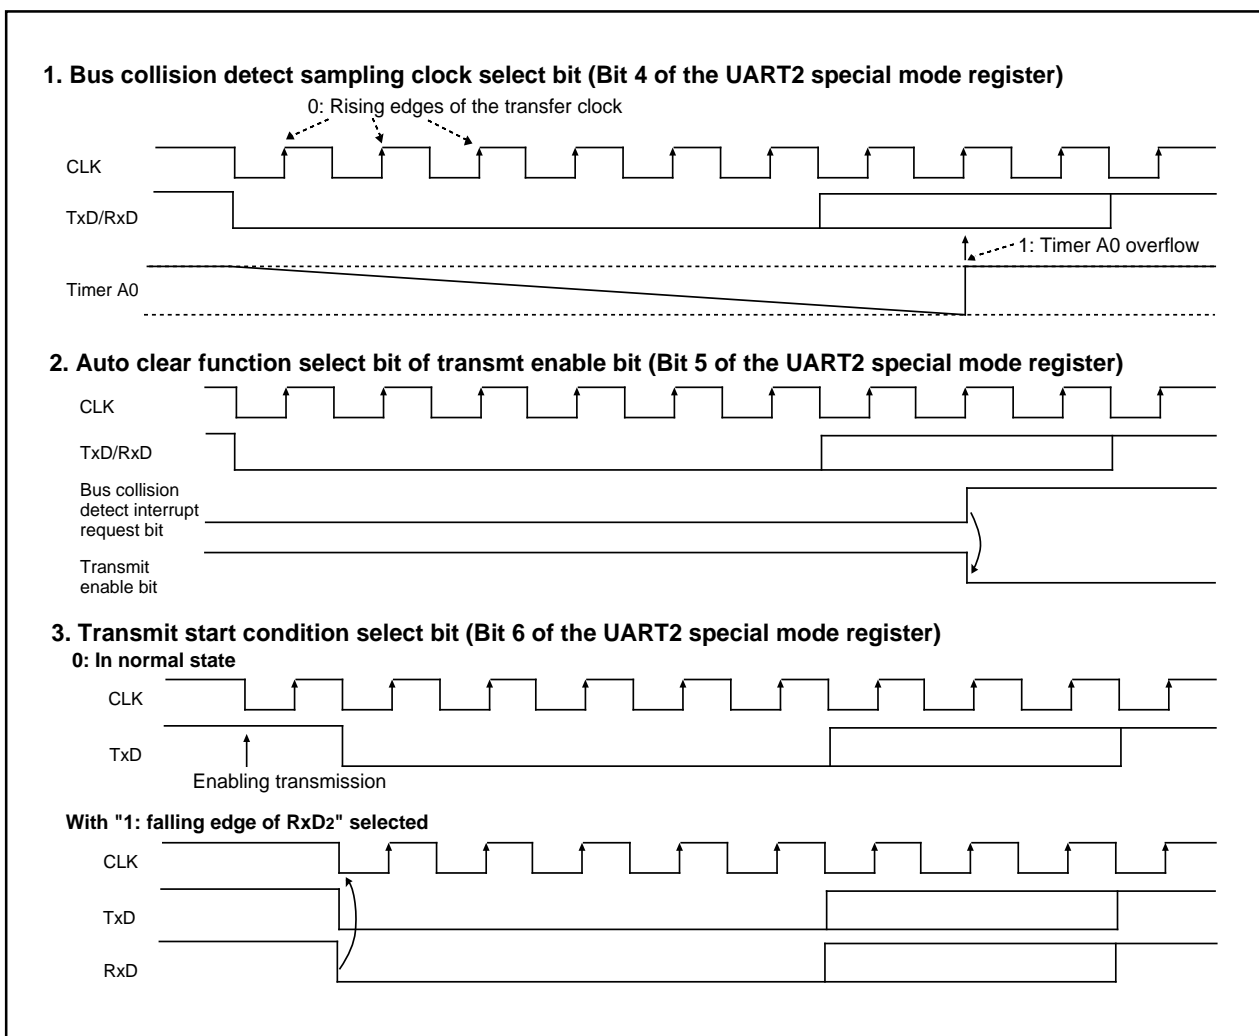 1. Bus collision detect sampling clock select bit (Bit 4 of the UART2 special mode register)
0: Rising edges of the transfer clock
CLK
TxD/RxD
1: Timer A0 overflow
Timer A0
2. Auto clear function select bit of transmt enable bit (Bit 5 of the UART2 special mode register)
CLK
TxD/RxD
Bus collision
detect interrupt
request bit
Transmit
enable bit
3. Transmit start condition select bit (Bit 6 of the UART2 special mode register)
0: In normal state
CLK
TxD
Enabling transmission
With "1: falling edge of RxD2" selected
CLK
TxD
RxD